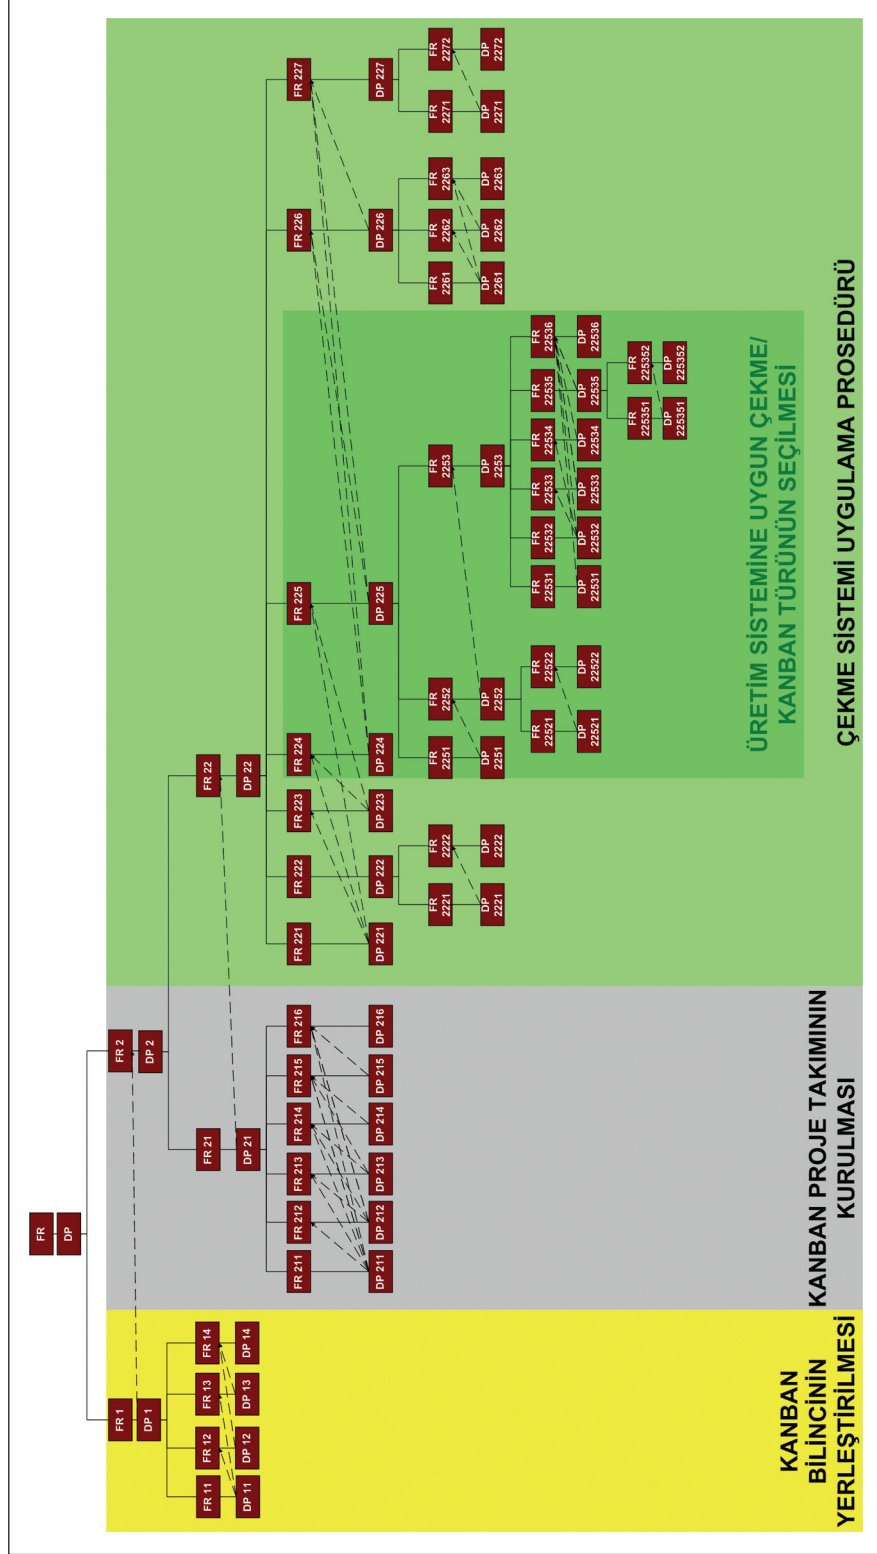 FR
DP
FR 1
FR 2
DP 1
DP 2
FR 11
FR 12
FR 13
FR 14
FR 21
FR 22
DP 11
DP 12
DP 13
DP 14
DP 21
DP 22
FR 211
FR 212
FR 213
FR 214
FR 215
FR 216
FR 221
FR 222
FR 223
FR 224
FR 225
FR 226
FR 227
DP 211
DP 212
DP 213
DP 214
DP 215
DP 216
DP 221
DP 222
DP 223
DP 224
DP 225
DP 226
DP 227
FR
2221
FR
2222
FR
2251
FR
2252
FR
2253
FR
2261
FR
2262
FR
2263
FR
2271
FR
2272
DP
2221
DP
2222
DP
2251
DP
2252
DP
2253
DP
2261
DP
2262
DP
2263
DP
2271
DP
2272
FR
22521
FR
22522
FR
22531
FR
22532
FR
22533
FR
22534
FR
22535
FR
22536
DP
22521
DP
22522
DP
22531
DP
22532
DP
22533
DP
22534
DP
22535
DP
22536
FR
225351
FR
225352
DP
225351
DP
225352
KANBAN
BİLİNCİNİN
YERLEŞTİRİLMESİ
KANBAN PROJE TAKIMININ
KURULMASI
ÜRETİM SİSTEMİNE UYGUN ÇEKME/
KANBAN TÜRÜNÜN SEÇİLMESİ
ÇEKME SİSTEMİ UYGULAMA PROSEDÜRÜ